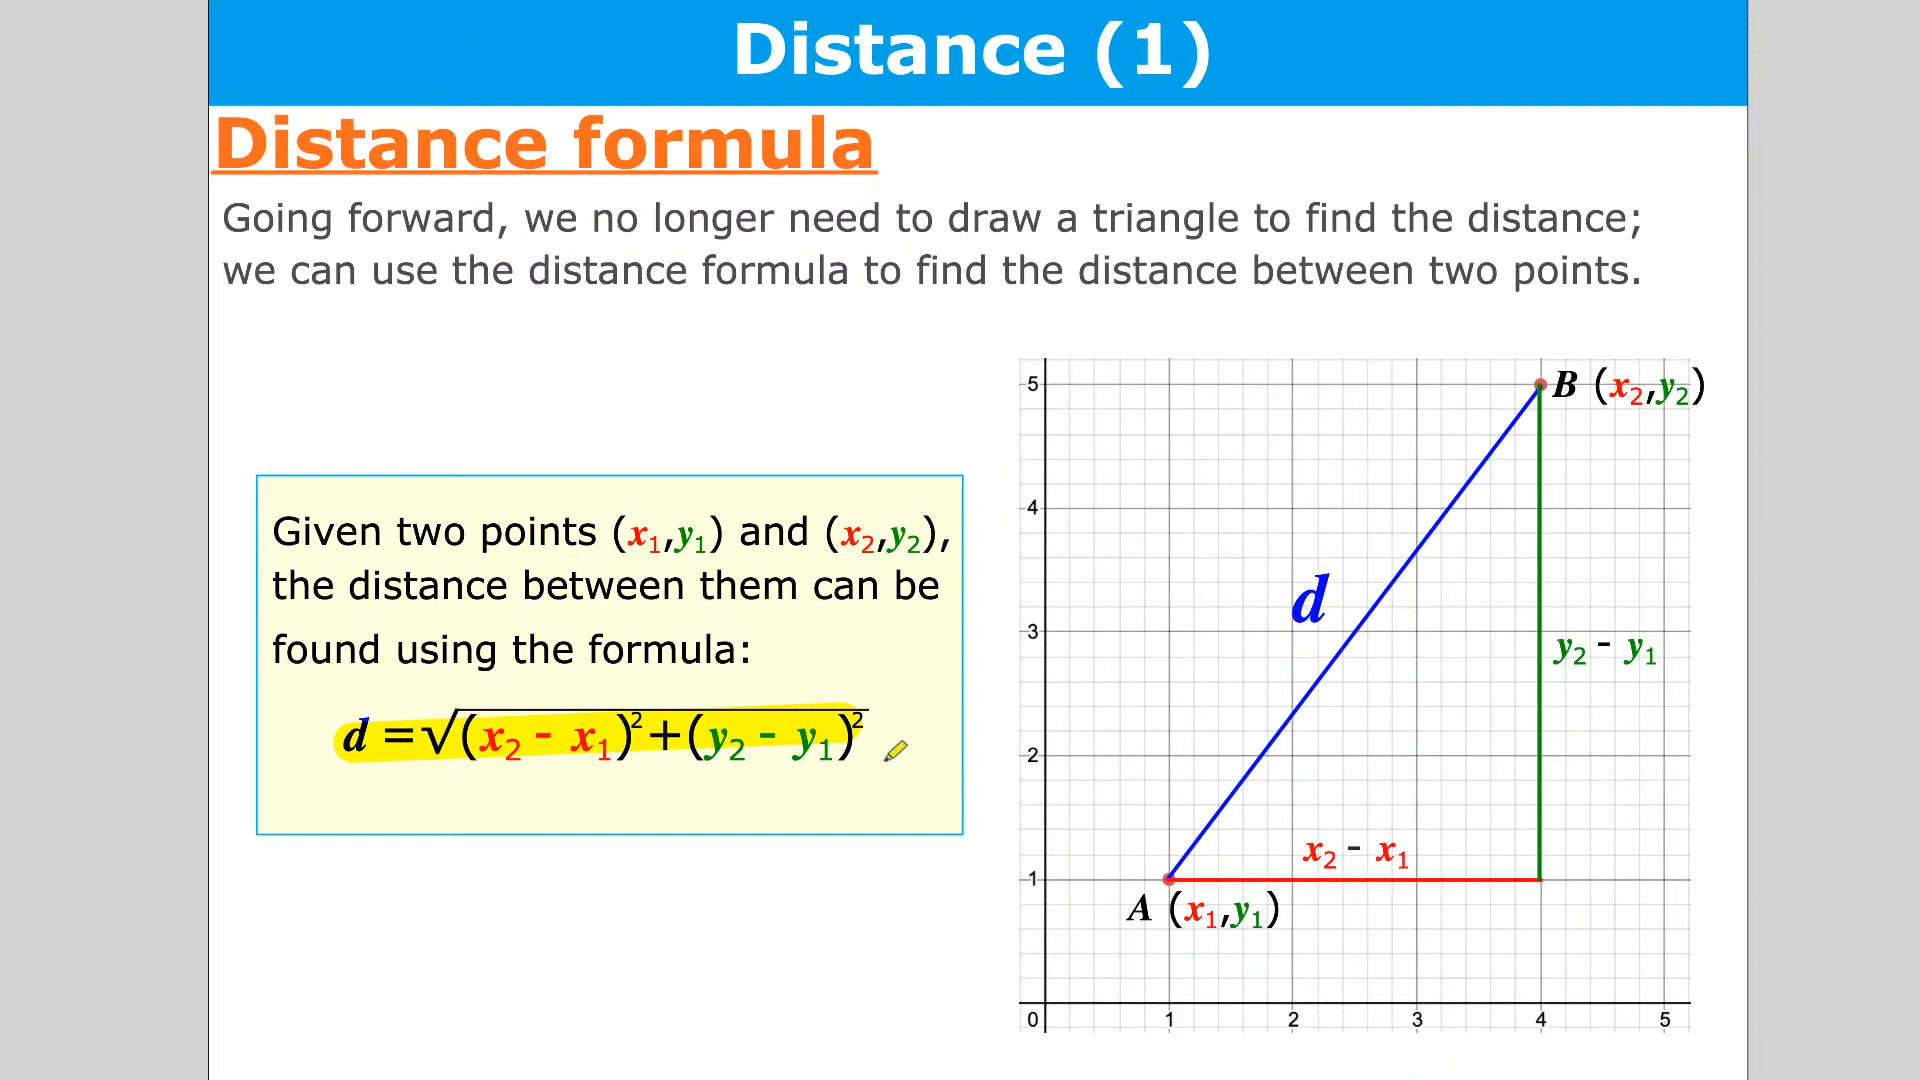 Distance (1)
Distance formula
Going forward, we no longer need to draw a triangle to find the distance;
we can use the distance formula to find the distance between two points.
Given two points (x₁,y₁) and (x₂,y₂),
the distance between them can be
found using the formula:
d =√(x₂ - x₁)²+(y₂ - y₁)²
5
B (x₂,y₂)
4
d
3
y₂ - y₁
2
x₂ - x₁
1
A (x₁,y₁)
0 1 2 3 4 5